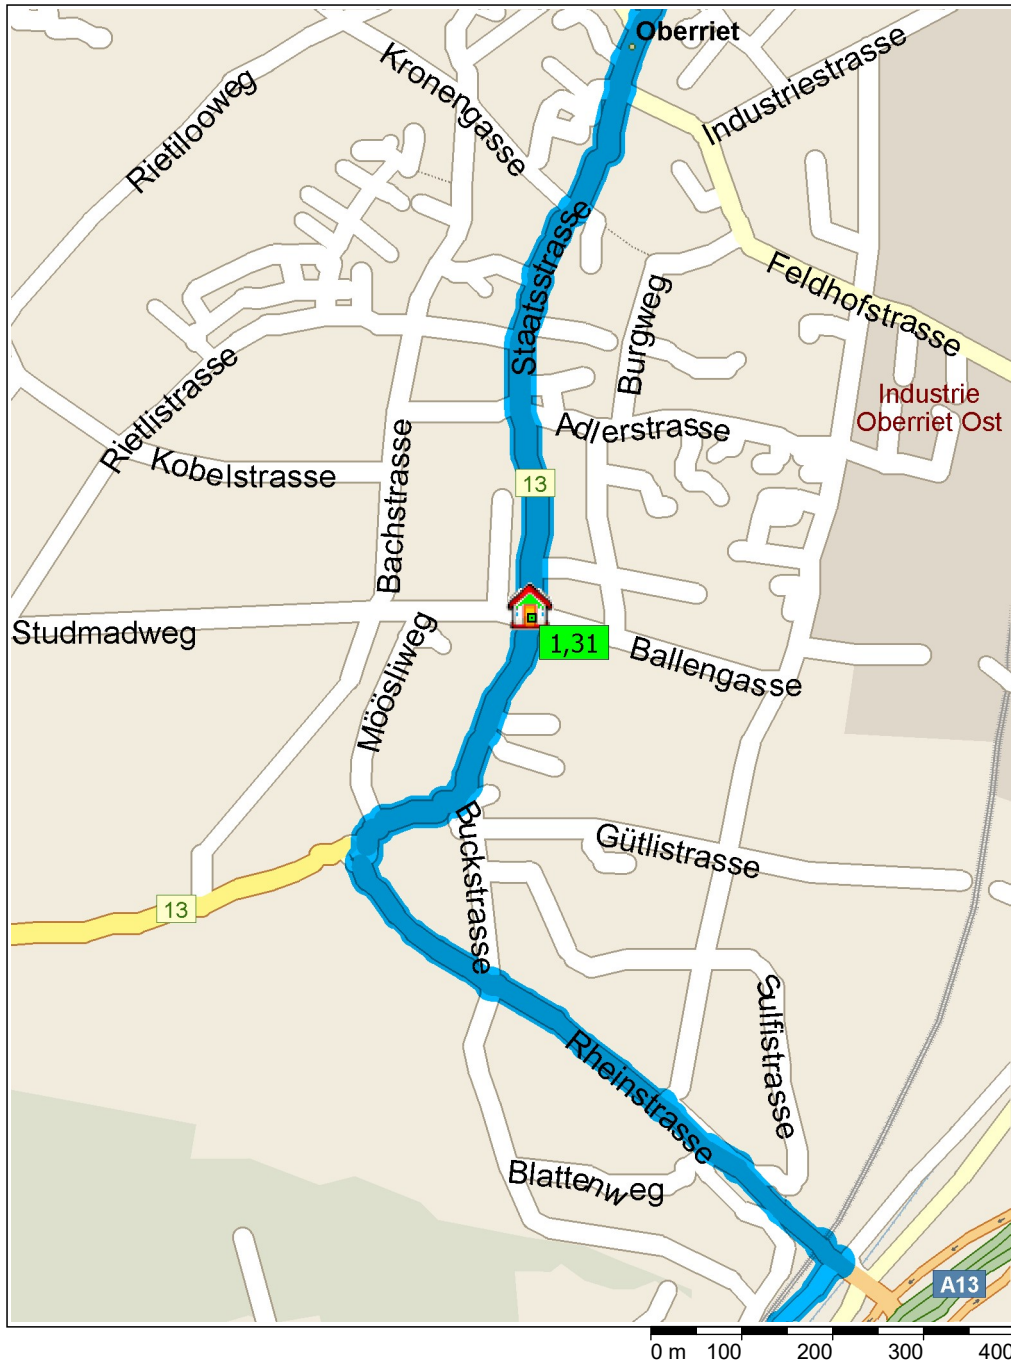 Oberriet
Kronengasse
Industriestrasse
Rietilooweg
Staatsstrasse
Feldhofstrasse
Burgweg
Rietlistrasse
Industrie
Oberriet Ost
Adlerstrasse
Kobelstrasse
Bachstrasse
13
Studmadweg
Möösliweg
1,31
Ballengasse
Buckstrasse
Gütlistrasse
13
Sulfistrasse
Rheinstrasse
Blattenweg
A13
0 m 100 200 300 400